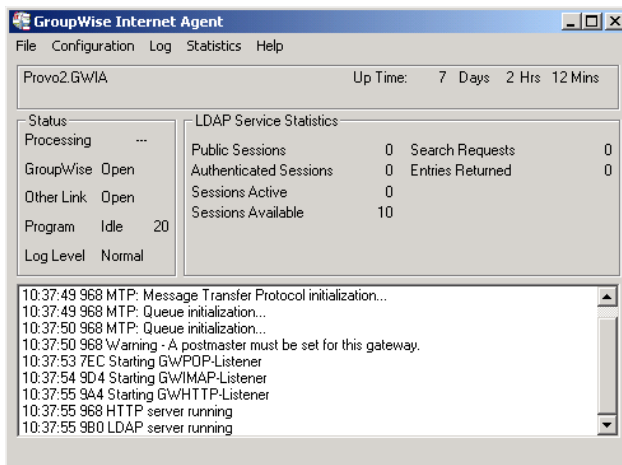 GroupWise Internet Agent
File Configuration Log Statistics Help
Provo2.GWIA Up Time: 7 Days 2 Hrs 12 Mins
Status
Processing ---
GroupWise Open
Other Link Open
Program Idle 20
Log Level Normal
LDAP Service Statistics
Public Sessions 0 Search Requests 0
Authenticated Sessions 0 Entries Returned 0
Sessions Active 0
Sessions Available 10
10:37:49 968 MTP: Message Transfer Protocol initialization...
10:37:49 968 MTP: Queue initialization...
10:37:50 968 MTP: Queue initialization...
10:37:50 968 Warning - A postmaster must be set for this gateway.
10:37:53 7EC Starting GWPOP-Listener
10:37:54 9D4 Starting GWIMAP-Listener
10:37:55 9A4 Starting GWHTTP-Listener
10:37:55 968 HTTP server running
10:37:55 9B0 LDAP server running